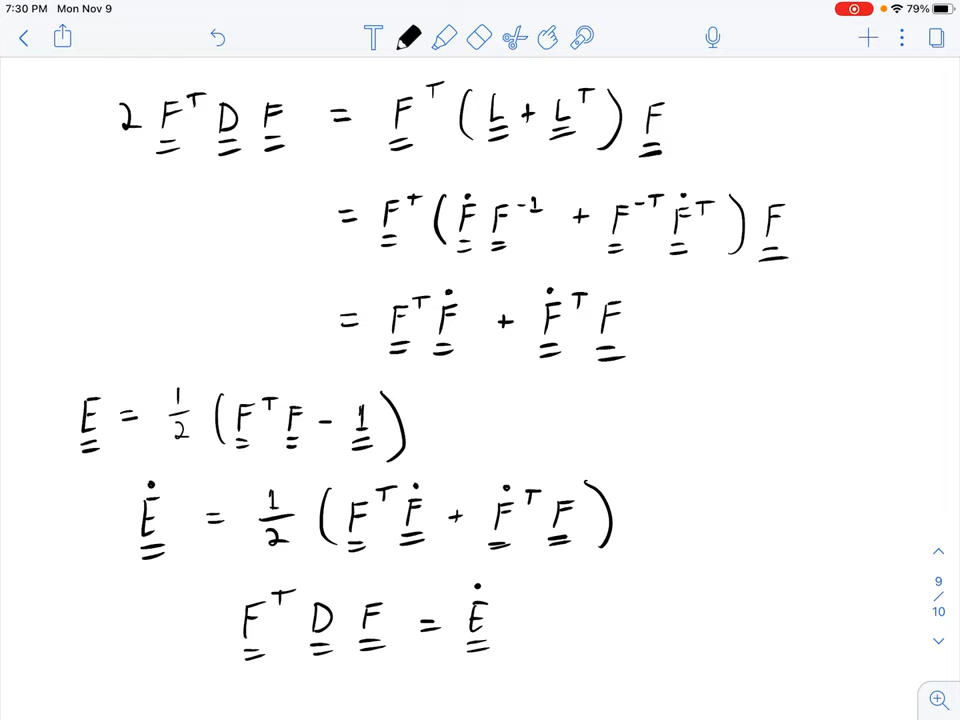 7:30 PM Mon Nov 9 79%
2 F̳ᵀ D̳ F̳ = F̳ᵀ (L̳ + L̳ᵀ) F̳
= F̳ᵀ (Ḟ̳ F̳⁻¹ + F̳⁻ᵀ Ḟ̳ᵀ) F̳
= F̳ᵀ Ḟ̳ + Ḟ̳ᵀ F̳
E̳ = 1/2 (F̳ᵀ F̳ - 1̳)
Ė̳ = 1/2 (F̳ᵀ Ḟ̳ + Ḟ̳ᵀ F̳)
F̳ᵀ D̳ F̳ = Ė̳
9
/
10